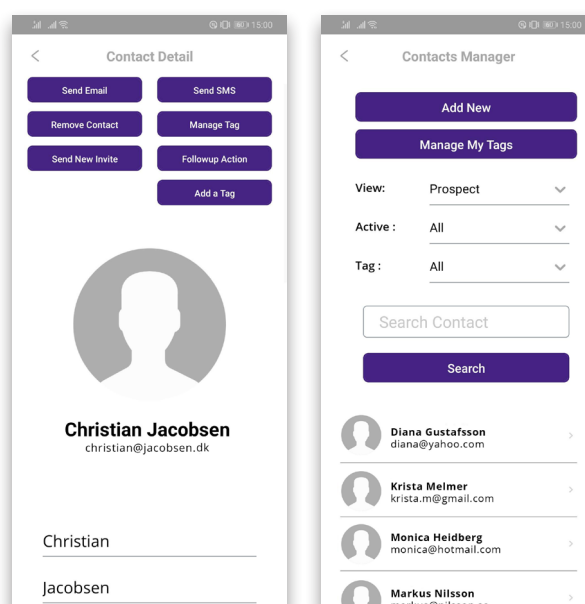 15:00
Contact Detail
Send Email
Send SMS
Remove Contact
Manage Tag
Send New Invite
Followup Action
Add a Tag
Christian Jacobsen
christian@jacobsen.dk
Christian
Jacobsen
15:00
Contacts Manager
Add New
Manage My Tags
View: Prospect
Active : All
Tag : All
Search Contact
Search
Diana Gustafsson
diana@yahoo.com
Krista Melmer
krista.m@gmail.com
Monica Heidberg
monica@hotmail.com
Markus Nilsson